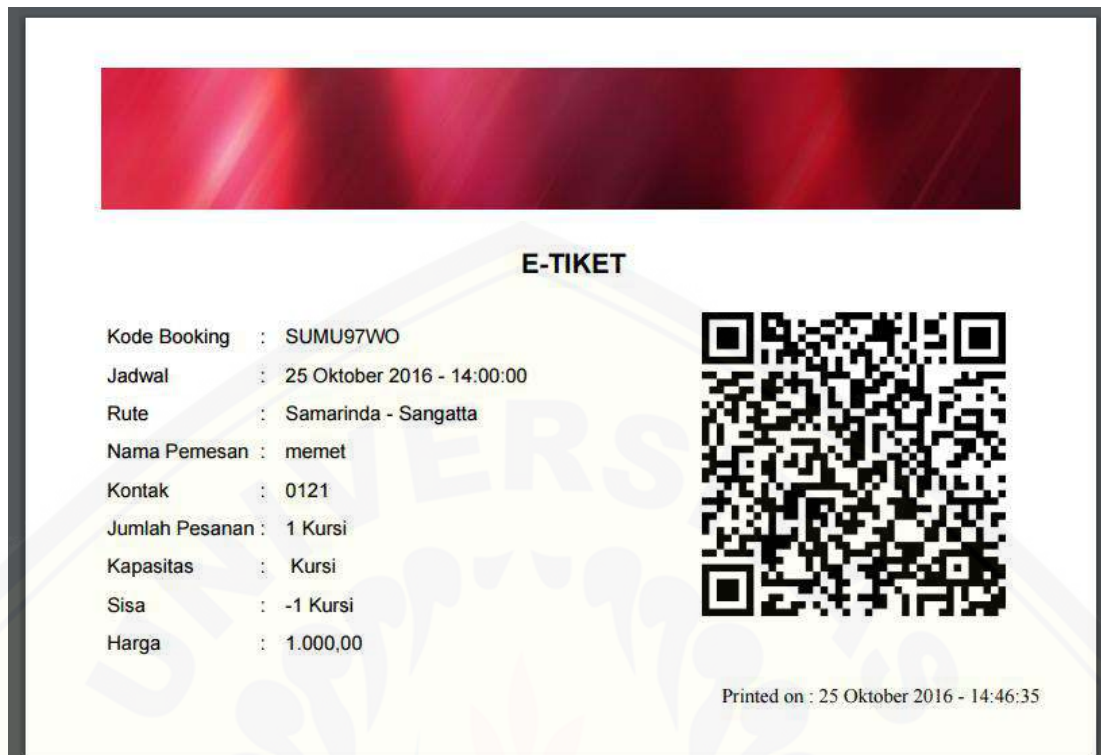 E-TIKET
Kode Booking : SUMU97WO
Jadwal : 25 Oktober 2016 - 14:00:00
Rute : Samarinda - Sangatta
Nama Pemesan : memet
Kontak : 0121
Jumlah Pesanan : 1 Kursi
Kapasitas : Kursi
Sisa : -1 Kursi
Harga : 1.000,00
Printed on : 25 Oktober 2016 - 14:46:35
UNIVERSITAS